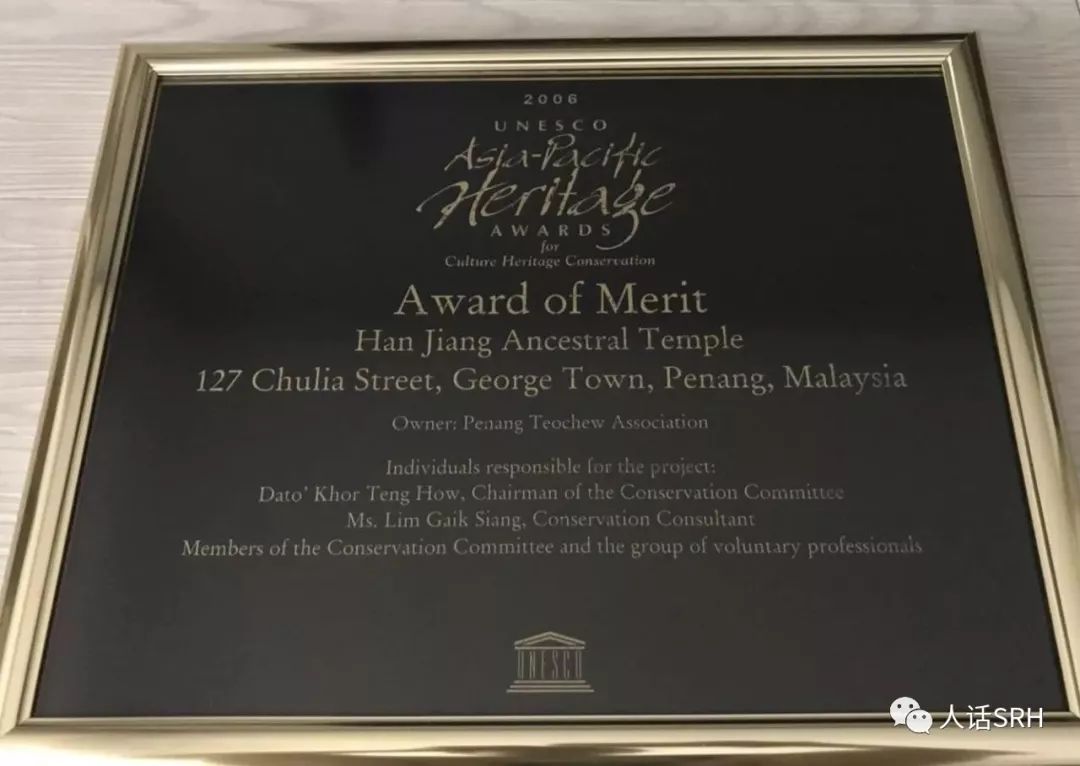 2006
UNESCO
Asia-Pacific
Heritage
AWARDS
for
Culture Heritage Conservation
Award of Merit
Han Jiang Ancestral Temple
127 Chulia Street, George Town, Penang, Malaysia
Owner: Penang Teochew Association
Individuals responsible for the project:
Dato' Khor Teng How, Chairman of the Conservation Committee
Ms. Lim Gaik Siang, Conservation Consultant
Members of the Conservation Committee and the group of voluntary professionals
UNESCO
人话SRH